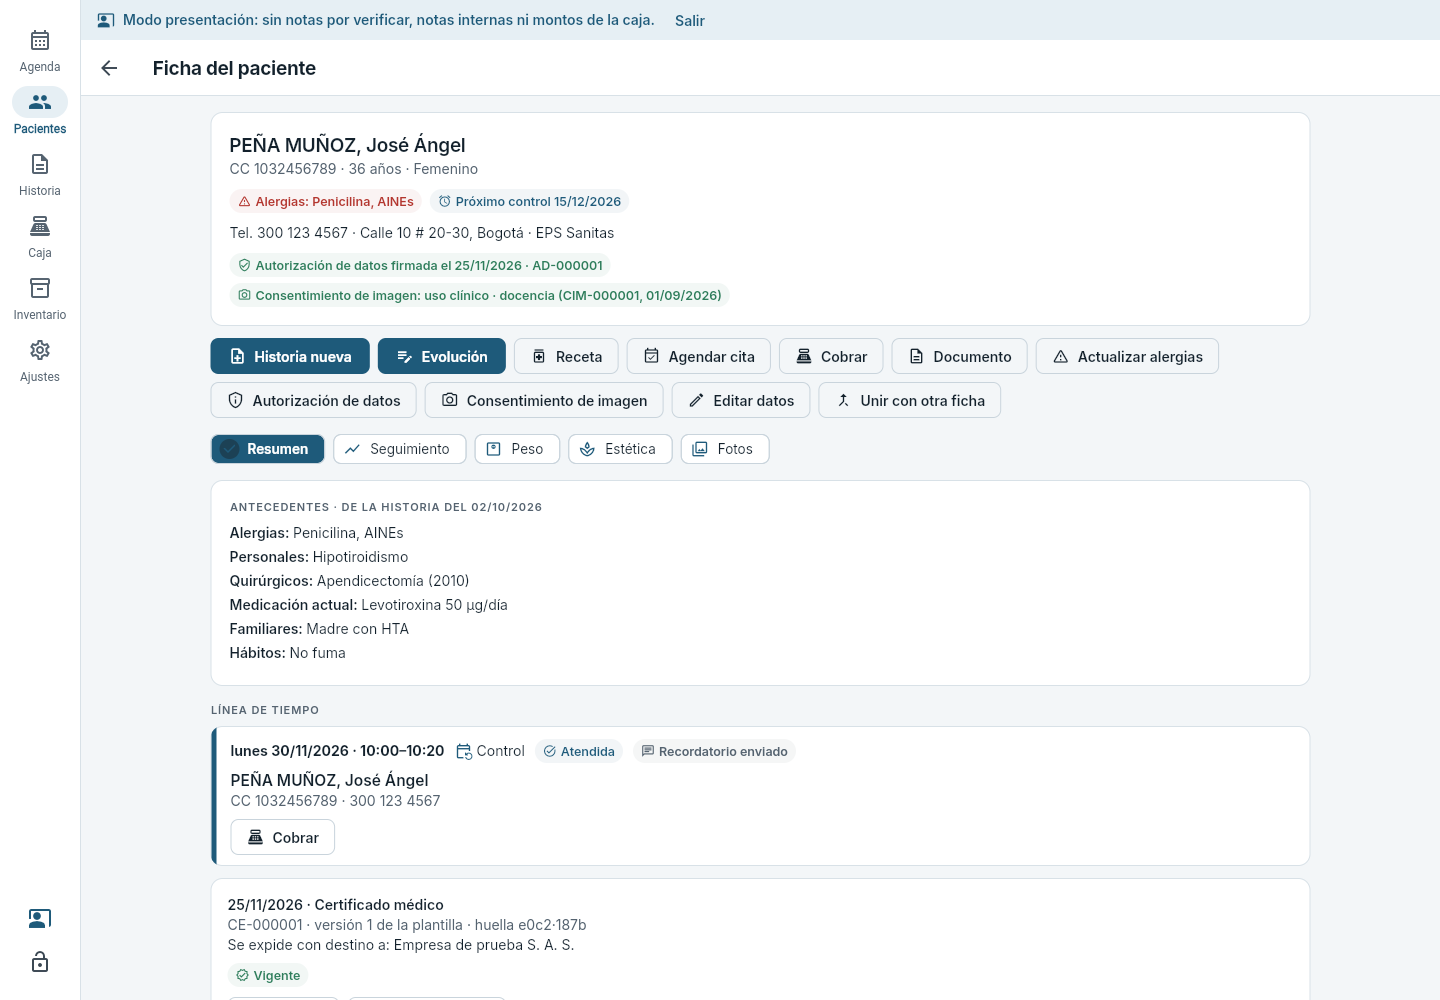 Modo presentación: sin notas por verificar, notas internas ni montos de la caja. Salir
Agenda
Pacientes
Historia
Caja
Inventario
Ajustes
Ficha del paciente
PEÑA MUÑOZ, José Ángel
CC 1032456789 · 36 años · Femenino
Alergias: Penicilina, AINEs
Próximo control 15/12/2026
Tel. 300 123 4567 · Calle 10 # 20-30, Bogotá · EPS Sanitas
Autorización de datos firmada el 25/11/2026 · AD-000001
Consentimiento de imagen: uso clínico · docencia (CIM-000001, 01/09/2026)
Historia nueva
Evolución
Receta
Agendar cita
Cobrar
Documento
Actualizar alergias
Autorización de datos
Consentimiento de imagen
Editar datos
Unir con otra ficha
Resumen
Seguimiento
Peso
Estética
Fotos
ANTECEDENTES · DE LA HISTORIA DEL 02/10/2026
Alergias: Penicilina, AINEs
Personales: Hipotiroidismo
Quirúrgicos: Apendicectomía (2010)
Medicación actual: Levotiroxina 50 µg/día
Familiares: Madre con HTA
Hábitos: No fuma
LÍNEA DE TIEMPO
lunes 30/11/2026 · 10:00–10:20 Control Atendida Recordatorio enviado
PEÑA MUÑOZ, José Ángel
CC 1032456789 · 300 123 4567
Cobrar
25/11/2026 · Certificado médico
CE-000001 · versión 1 de la plantilla · huella e0c2·187b
Se expide con destino a: Empresa de prueba S. A. S.
Vigente